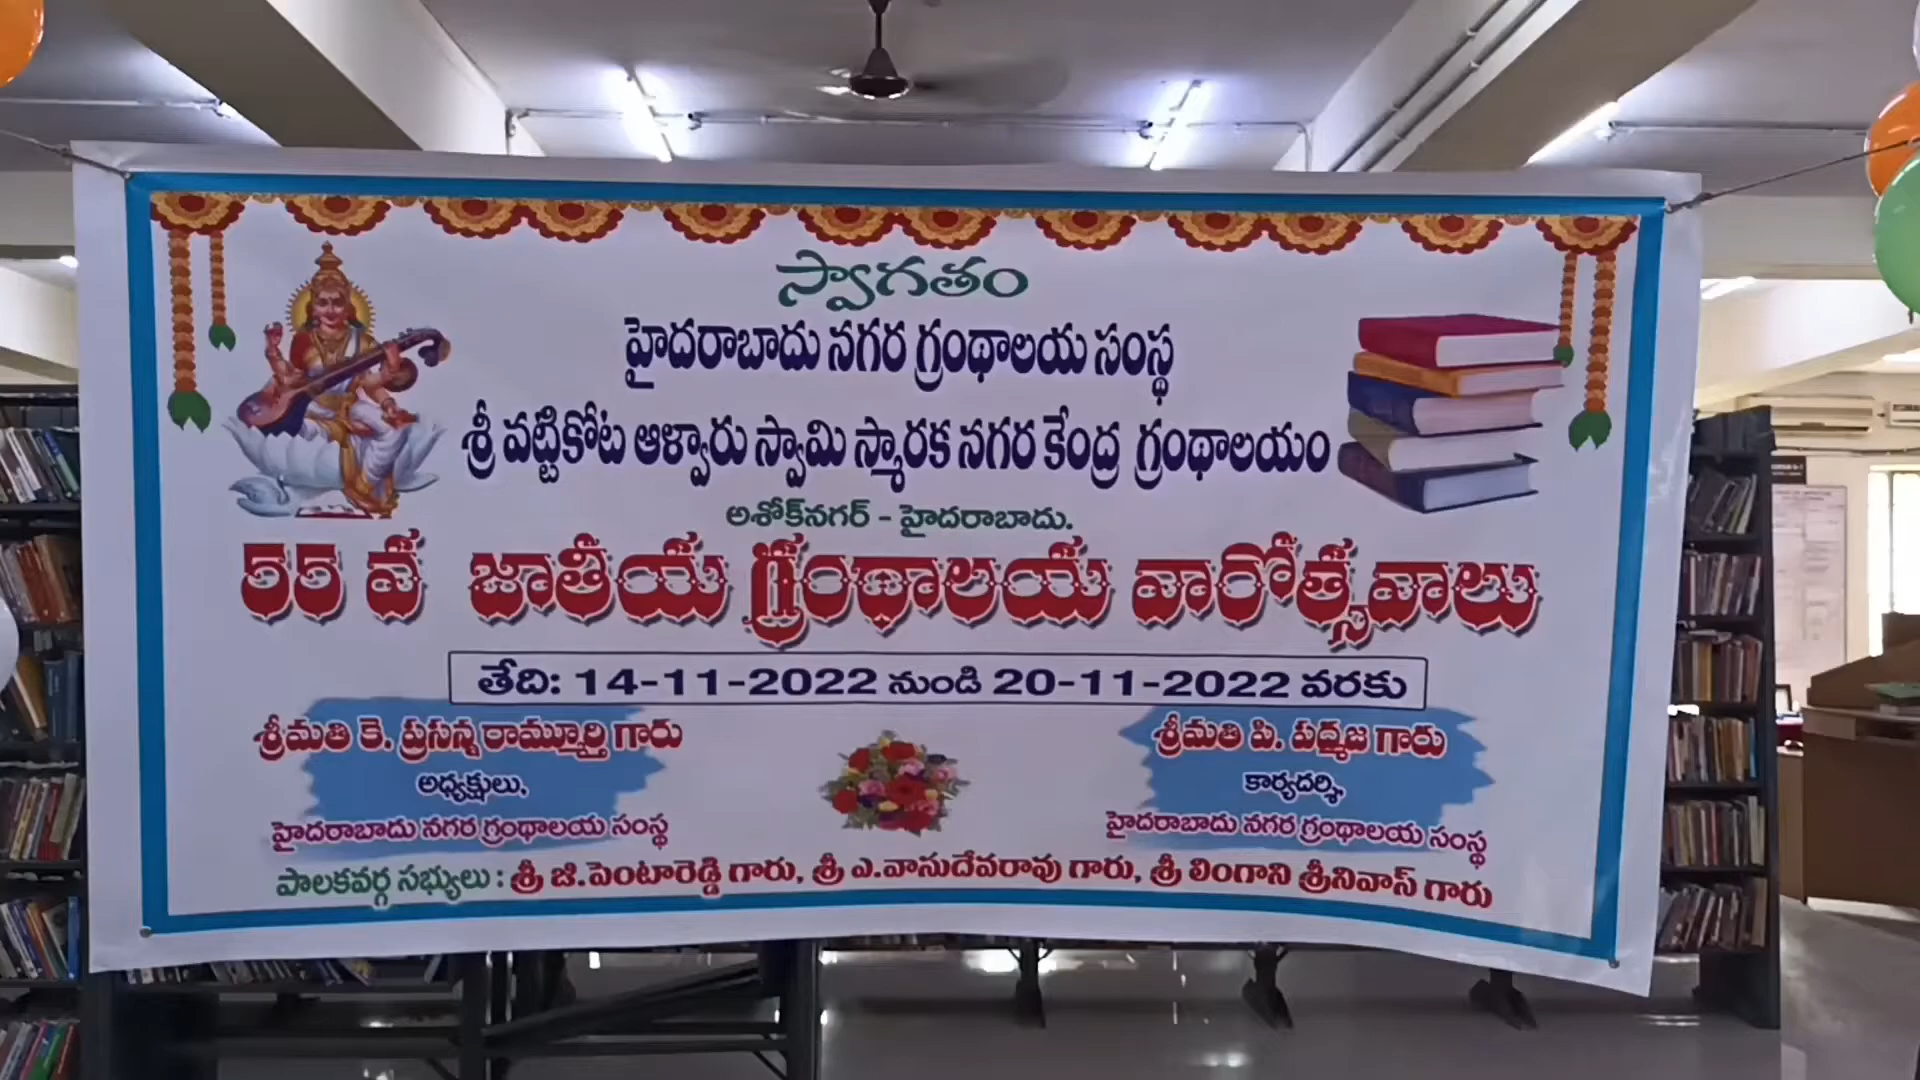 స్వాగతం
హైదరాబాదు నగర గ్రంథాలయ సంస్థ
శ్రీ వట్టికోట ఆళ్వారు స్వామి స్మారక నగర కేంద్ర గ్రంథాలయం
అశోక్‌నగర్ - హైదరాబాదు.
55 వ జాతీయ గ్రంథాలయ వారోత్సవాలు
తేది: 14-11-2022 నుండి 20-11-2022 వరకు
శ్రీమతి కె. ప్రసన్న రామ్మూర్తి గారు
అధ్యక్షులు,
హైదరాబాదు నగర గ్రంథాలయ సంస్థ
శ్రీమతి పి. పద్మజ గారు
కార్యదర్శి,
హైదరాబాదు నగర గ్రంథాలయ సంస్థ
పాలకవర్గ సభ్యులు : శ్రీ జి.పెంటారెడ్డి గారు, శ్రీ ఎ.వాసుదేవరావు గారు, శ్రీ లింగాని శ్రీనివాస్ గారు